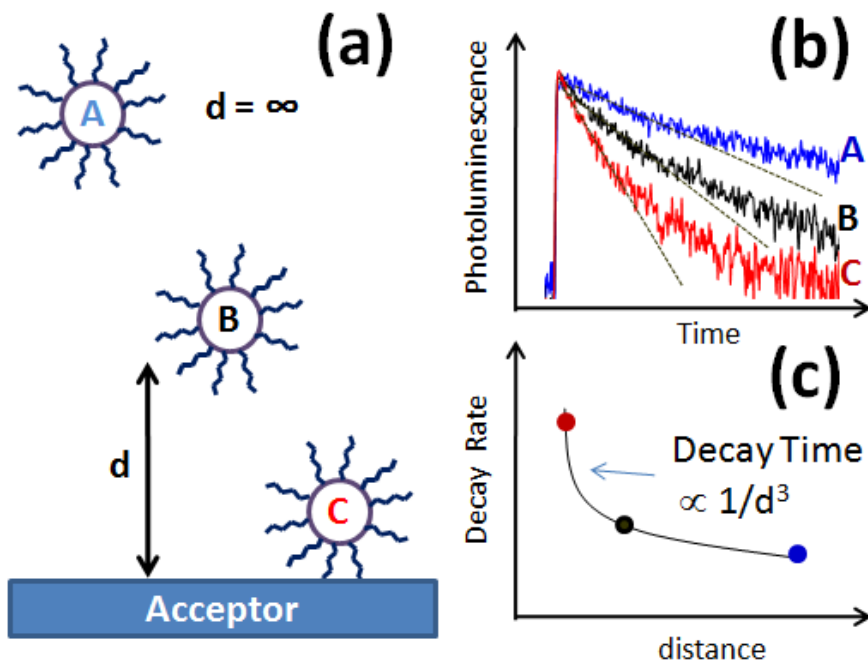 (a)
A
d = ∞
B
d
C
Acceptor
(b)
Photoluminescence
A
B
C
Time
(c)
Decay Rate
Decay Time
∝ 1/d³
distance